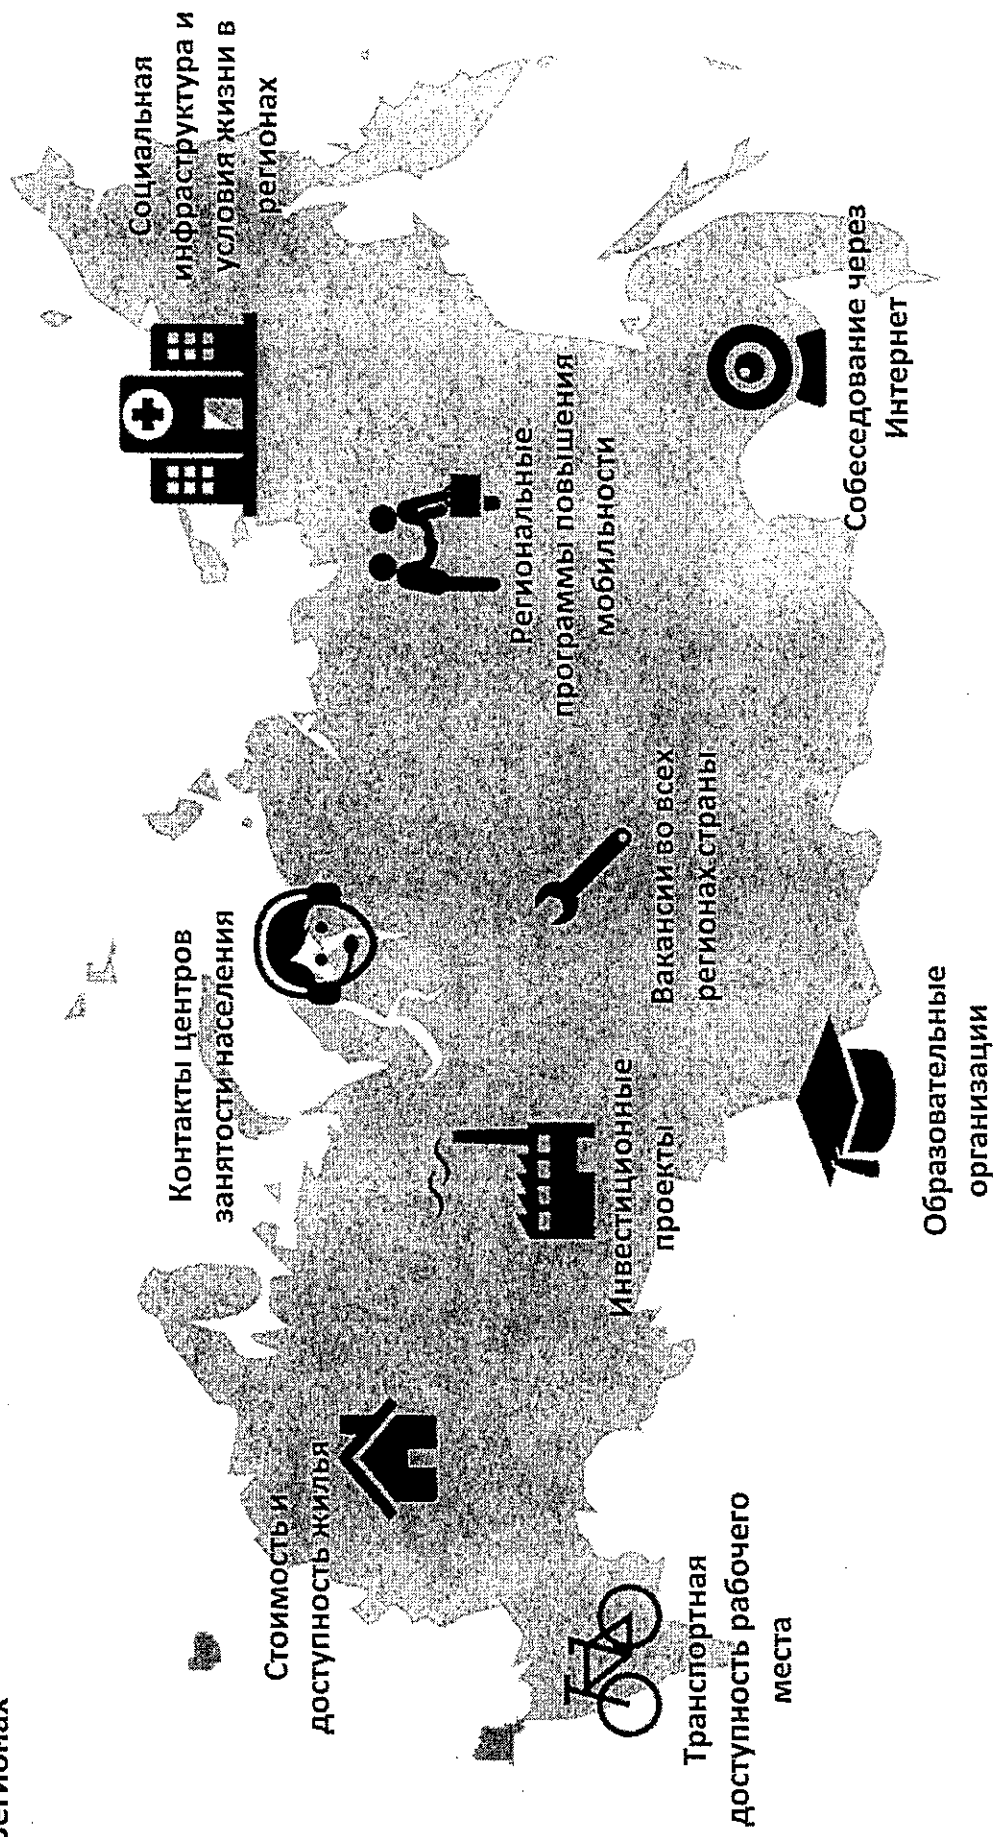 регионах
Стоимость и
доступность жилья
Контакты центров
занятости населения
Социальная
инфраструктура и
условия жизни в
регионах
Региональные
программы повышения
мобильности
Инвестиционные
проекты
Вакансии во всех
регионах страны
Транспортная
доступность рабочего
места
Образовательные
организации
Собеседование через
Интернет